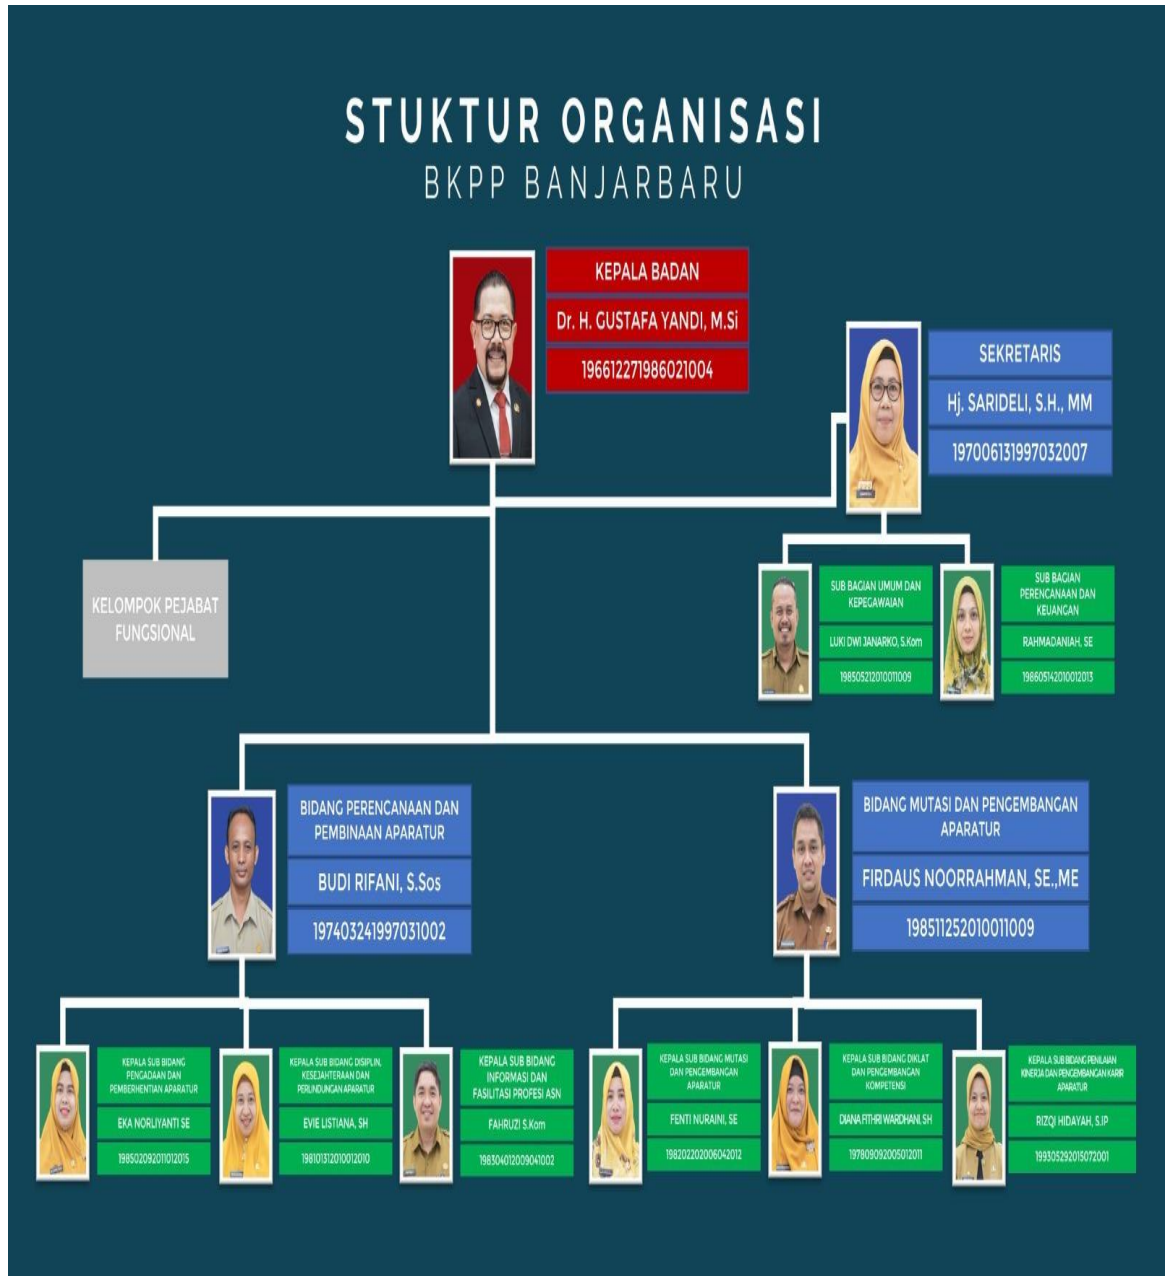 STUKTUR ORGANISASI
BKPP BANJARBARU
KEPALA BADAN
Dr. H. GUSTAFA YANDI, M.Si
196612271986021004
SEKRETARIS
Hj. SARIDELI, S.H., MM
197006131997032007
KELOMPOK PEJABAT
FUNGSIONAL
SUB BAGIAN UMUM DAN
KEPEGAWAIAN
LUKI DWI JANARKO, S.Kom
198505212010011009
SUB BAGIAN
PERENCANAAN DAN
KEUANGAN
RAHMADANIAH, SE
198605142010012013
BIDANG PERENCANAAN DAN
PEMBINAAN APARATUR
BUDI RIFANI, S.Sos
197403241997031002
BIDANG MUTASI DAN PENGEMBANGAN
APARATUR
FIRDAUS NOORRAHMAN, SE.,ME
198511252010011009
KEPALA SUB BIDANG
PENGADAAN DAN
PEMBERHENTIAN APARATUR
EKA NORLIYANTI SE
198502092011012015
KEPALA SUB BIDANG DISIPLIN,
KESEJAHTERAAN DAN
PERLINDUNGAN APARATUR
EVIE LISTIANA, SH
198101312010012010
KEPALA SUB BIDANG
INFORMASI DAN
FASILITASI PROFESI ASN
FAHRUZI S.Kom
198304012009041002
KEPALA SUB BIDANG MUTASI
DAN PENGEMBANGAN
APARATUR
FENTI NURAINI, SE
198202202006042012
KEPALA SUB BIDANG DIKLAT
DAN PENGEMBANGAN
KOMPETENSI
DIANA FITHRI WARDHANI, SH
197809092005012011
KEPALA SUB BIDANG PENILAIAN
KINERJA DAN PENGEMBANGAN KARIR
APARATUR
RIZQI HIDAYAH, S.IP
199305292015072001